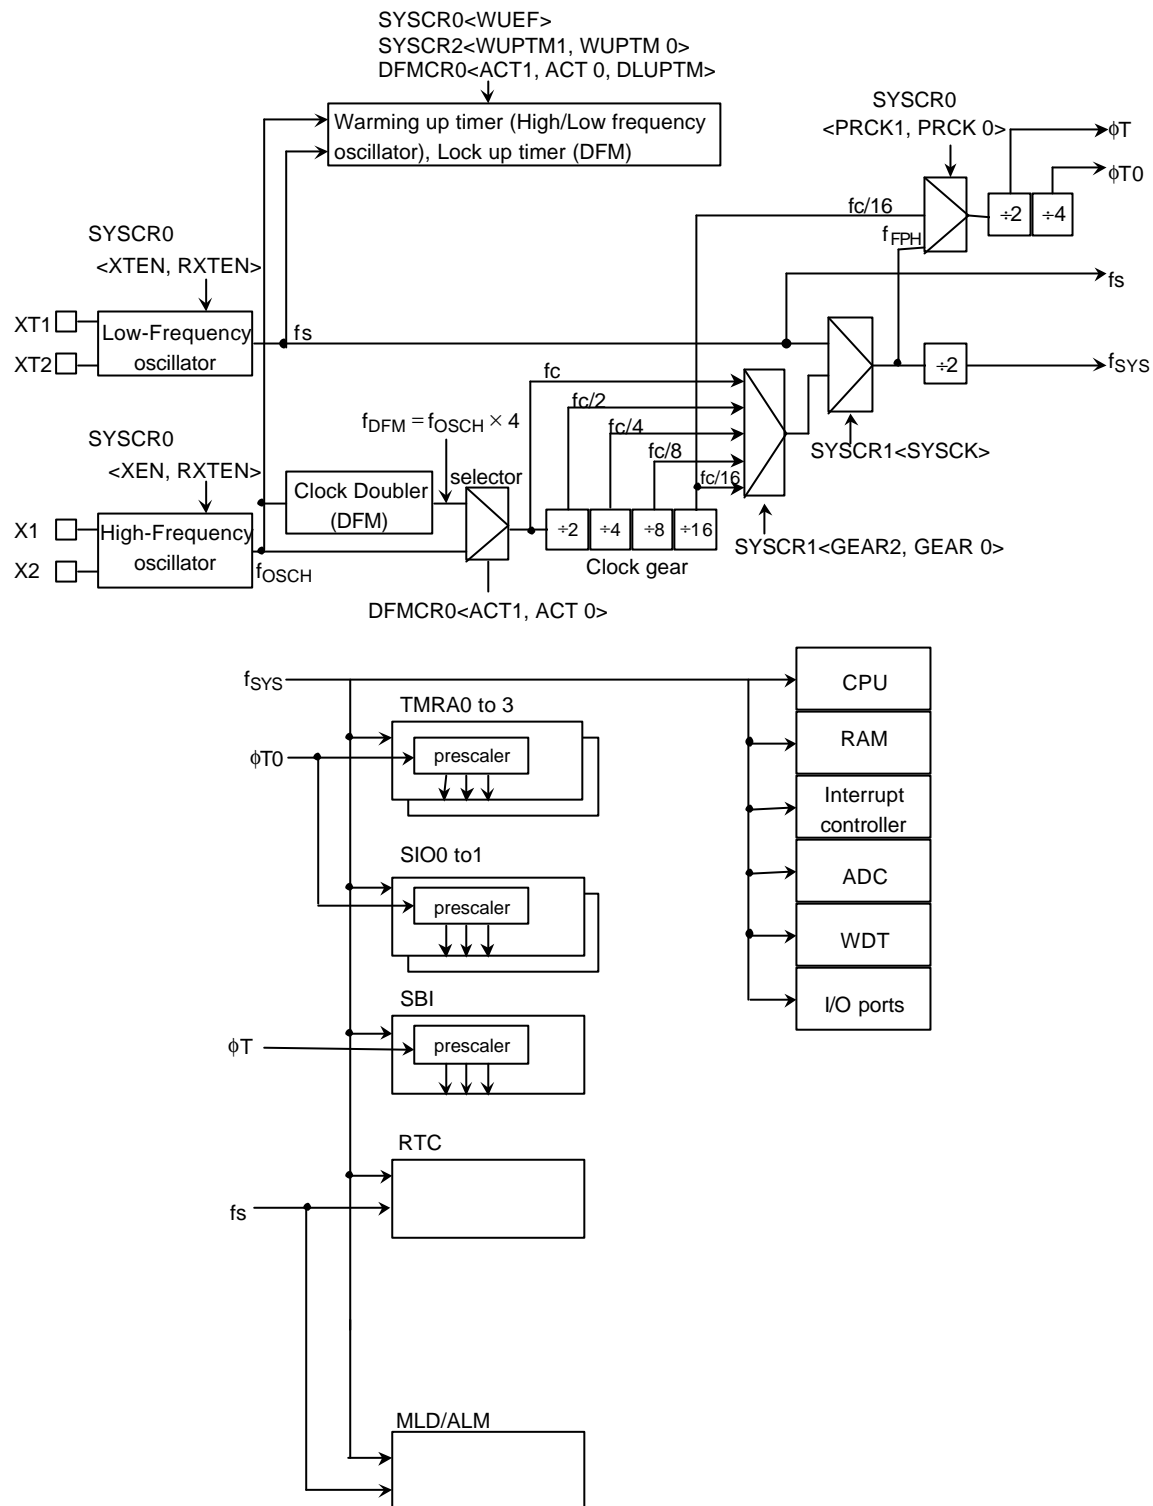 SYSCR0<WUEF>
SYSCR2<WUPTM1, WUPTM 0>
DFMCR0<ACT1, ACT 0, DLUPTM>
Warming up timer (High/Low frequency
oscillator), Lock up timer (DFM)
SYSCR0
<PRCK1, PRCK 0>
ϕT
ϕT0
fc/16
÷2
÷4
fFPH
SYSCR0
<XTEN, RXTEN>
fs
XT1
XT2
Low-Frequency
oscillator
fs
÷2
fSYS
fc
fc/2
fc/4
fc/8
fc/16
fDFM = fOSCH × 4
SYSCR1<SYSCK>
SYSCR0
<XEN, RXTEN>
selector
Clock Doubler
(DFM)
X1
X2
High-Frequency
oscillator
fOSCH
÷2
÷4
÷8
÷16
Clock gear
SYSCR1<GEAR2, GEAR 0>
DFMCR0<ACT1, ACT 0>
fSYS
CPU
TMRA0 to 3
RAM
ϕT0
prescaler
Interrupt
controller
SIO0 to1
ADC
prescaler
WDT
SBI
I/O ports
ϕT
prescaler
RTC
fs
MLD/ALM